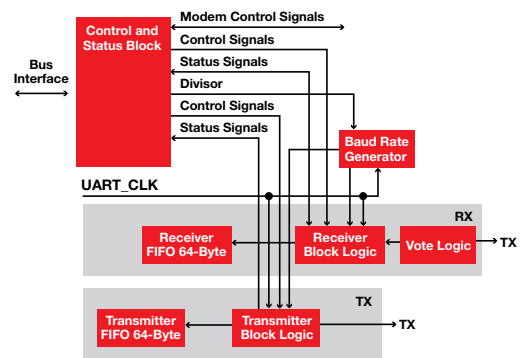 Control and
Status Block
Modem Control Signals
Control Signals
Status Signals
Divisor
Control Signals
Status Signals
Bus
Interface
Baud Rate
Generator
UART_CLK
RX
Receiver
FIFO 64-Byte
Receiver
Block Logic
Vote Logic
TX
TX
Transmitter
FIFO 64-Byte
Transmitter
Block Logic
TX